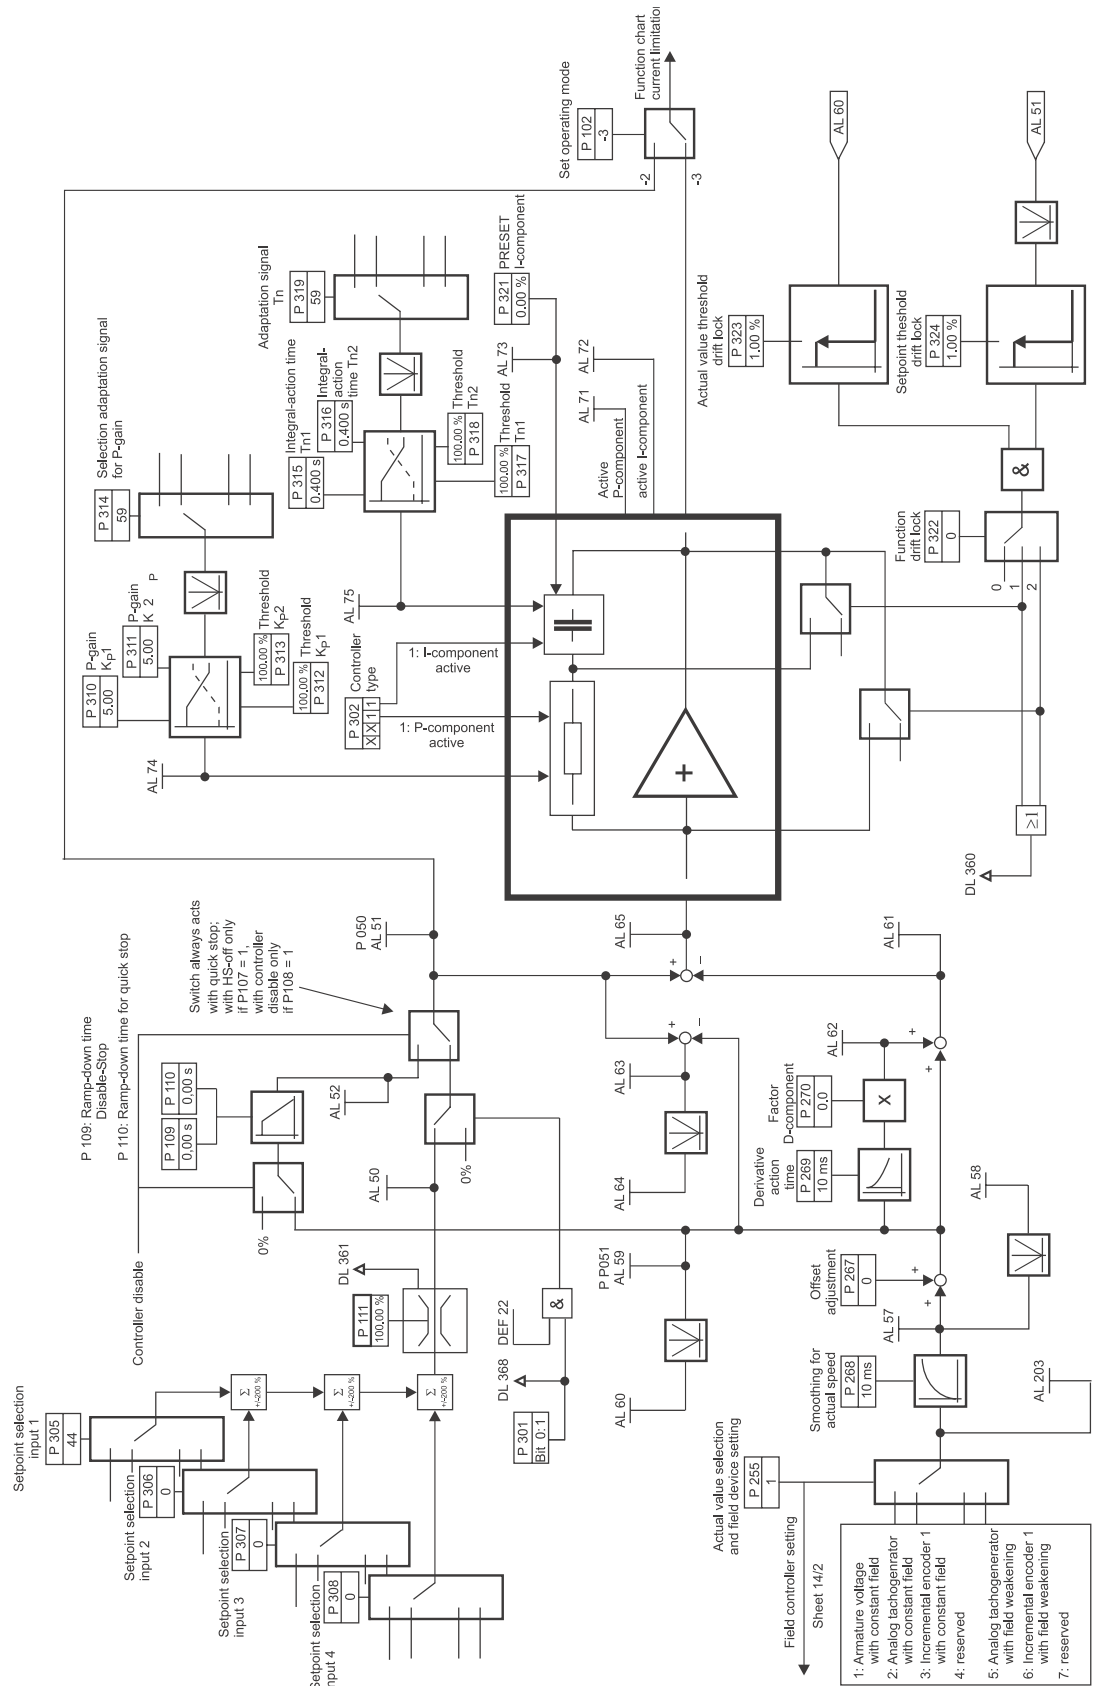 Setpoint selection
input 1
P 305
44
Setpoint selection
input 2
P 306
0
Setpoint selection
input 3
P 307
0
Setpoint selection
input 4
P 308
0
Σ
+/-200 %
Σ
+/-200 %
Σ
+/-200 %
Controller disable
P 109: Ramp-down time
Disable-Stop
P 110: Ramp-down time for quick stop
0%
P 109
0,00 s
P 110
0,00 s
Switch always acts
with quick stop;
with HS-off only
if P107 = 1,
with controller
disable only
if P108 = 1
AL 52
DL 361
P 111
100.00 %
AL 50
0%
P 050
AL 51
DEF 22
DL 368
&
P 301
Bit 0:1
AL 60
P P051
AL 59
AL 64
AL 63
+
–
AL 65
+
–
AL 61
Actual value selection
and field device setting
P 255
1
Field controller setting
Sheet 14/2
1: Armature voltage
with constant field
2: Analog tachogenrator
with constant field
3: Incremental encoder 1
with constant field
4: reserved
5: Analog tachogenerator
with field weakening
6: Incremental encoder 1
with field weakening
7: reserved
Smoothing for
actual speed
P 268
10 ms
AL 203
AL 57
Offset
adjustment
P 267
0
+
+
AL 58
Derivative
action
time
P 269
10 ms
Factor
D-component
P 270
0.0
X
AL 62
+
+
AL 74
P-gain
KP1
P 310
5.00
P-gain
K 2 P
P 311
5.00
100.00 %
P 313
Threshold
KP2
100.00 %
P 312
Threshold
KP1
Selection adaptation signal
for P-gain
P 314
59
AL 75
Integral-action time
Tn1
P 315
0.400 s
Integral-
action
time Tn2
P 316
0.400 s
100.00 %
P 318
Threshold
Tn2
100.00 %
P 317
Threshold
Tn1
Adaptation signal
Tn
P 319
59
Controller
type
P 302
X X 1 1
1: I-component
active
1: P-component
active
+
AL 73
P 321
0.00 %
PRESET
I-component
AL 71
AL 72
Active
P-component
active I-component
Set operating mode
P 102
-3
-2
-3
Function chart
current limitatio
DL 360
≥1
Function
drift lock
P 322
0
0
1
2
&
Actual value threshold
drift lock
P 323
1.00 %
Setpoint theshold
drift lock
P 324
1.00 %
AL 60
AL 51